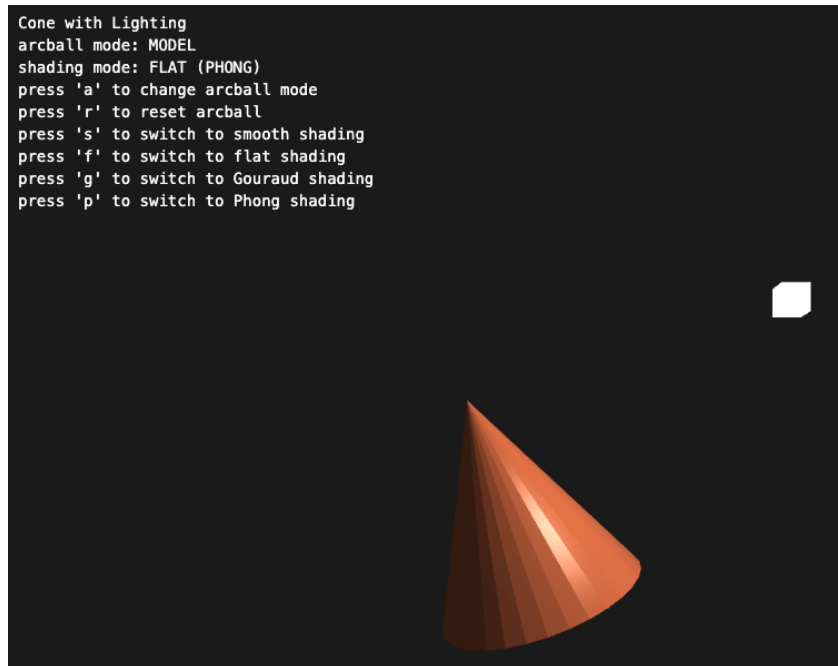 Cone with Lighting
arcball mode: MODEL
shading mode: FLAT (PHONG)
press 'a' to change arcball mode
press 'r' to reset arcball
press 's' to switch to smooth shading
press 'f' to switch to flat shading
press 'g' to switch to Gouraud shading
press 'p' to switch to Phong shading